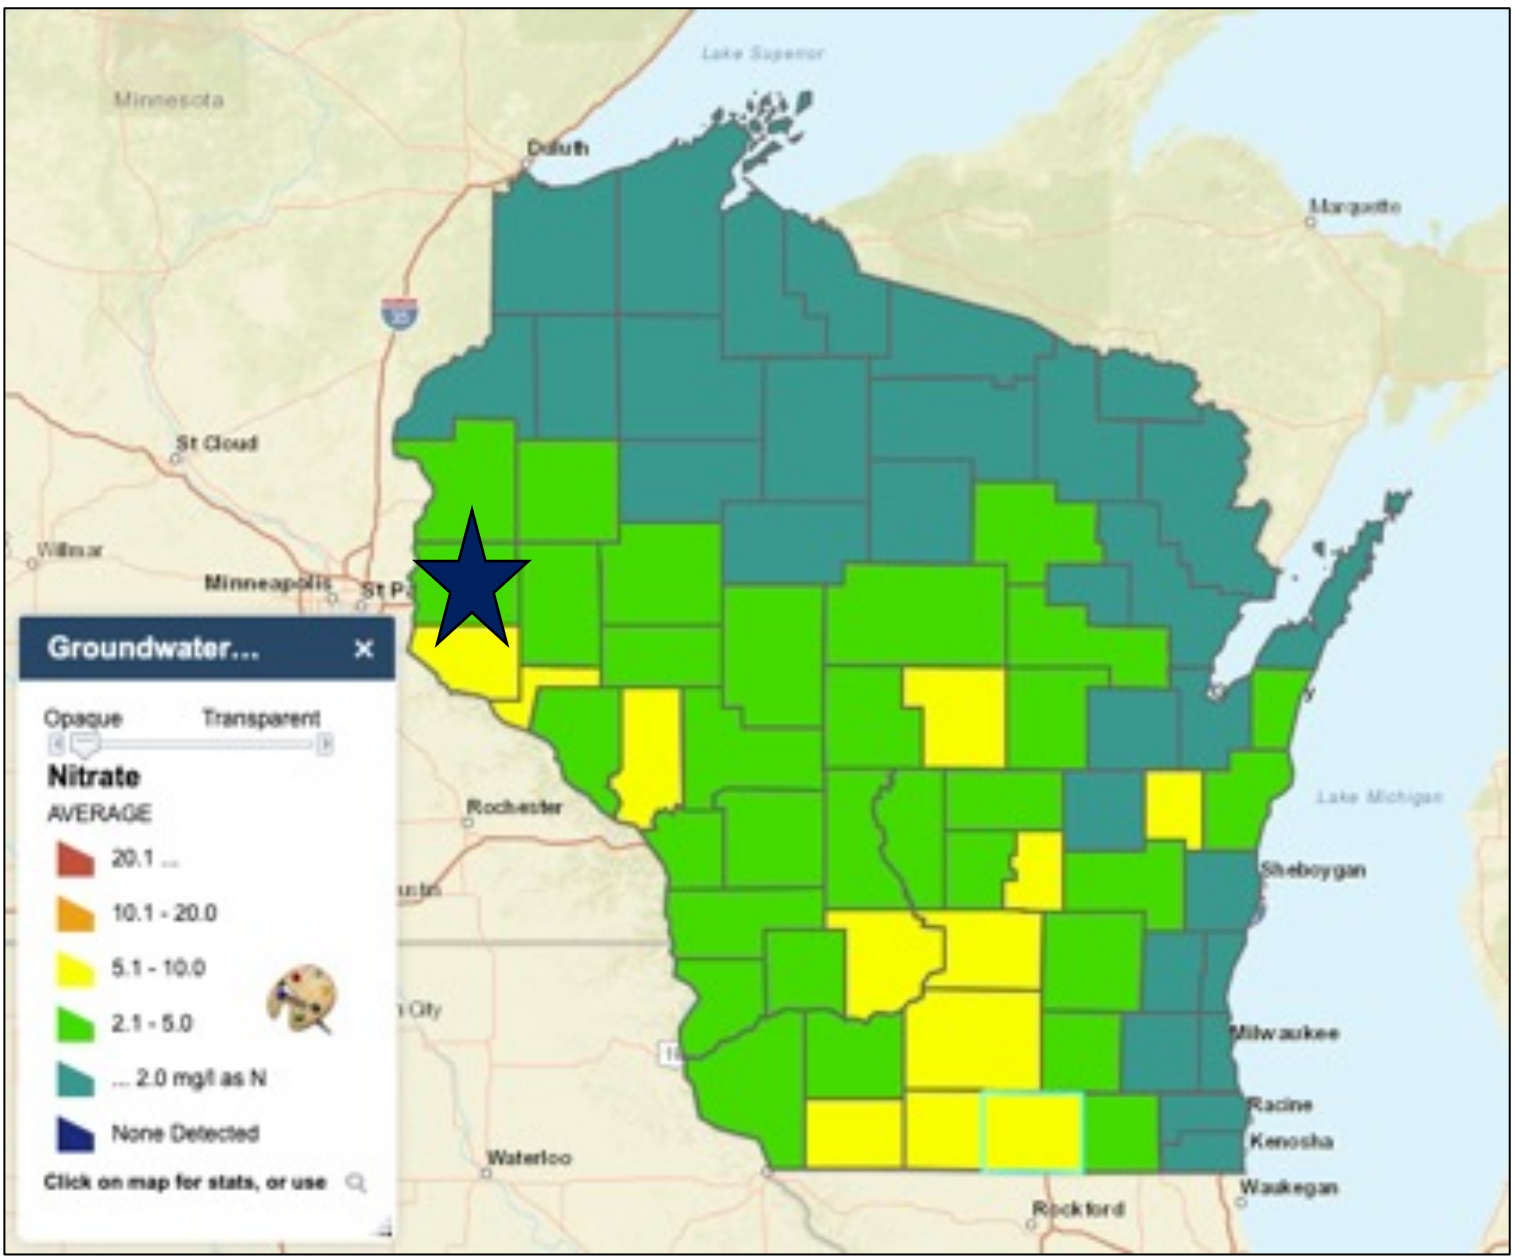 Lake Superior
Minnesota
Duluth
Marquette
35
St Cloud
Willmar
Minneapolis
St P
Groundwater... ×
Opaque Transparent
Nitrate
AVERAGE
20.1 ...
10.1 - 20.0
5.1 - 10.0
2.1 - 5.0
... 2.0 mg/l as N
None Detected
Click on map for stats, or use
Rochester
ustin
City
Waterloo
y
Lake Michigan
Sheboygan
Milwaukee
Racine
Kenosha
Waukegan
Rockford